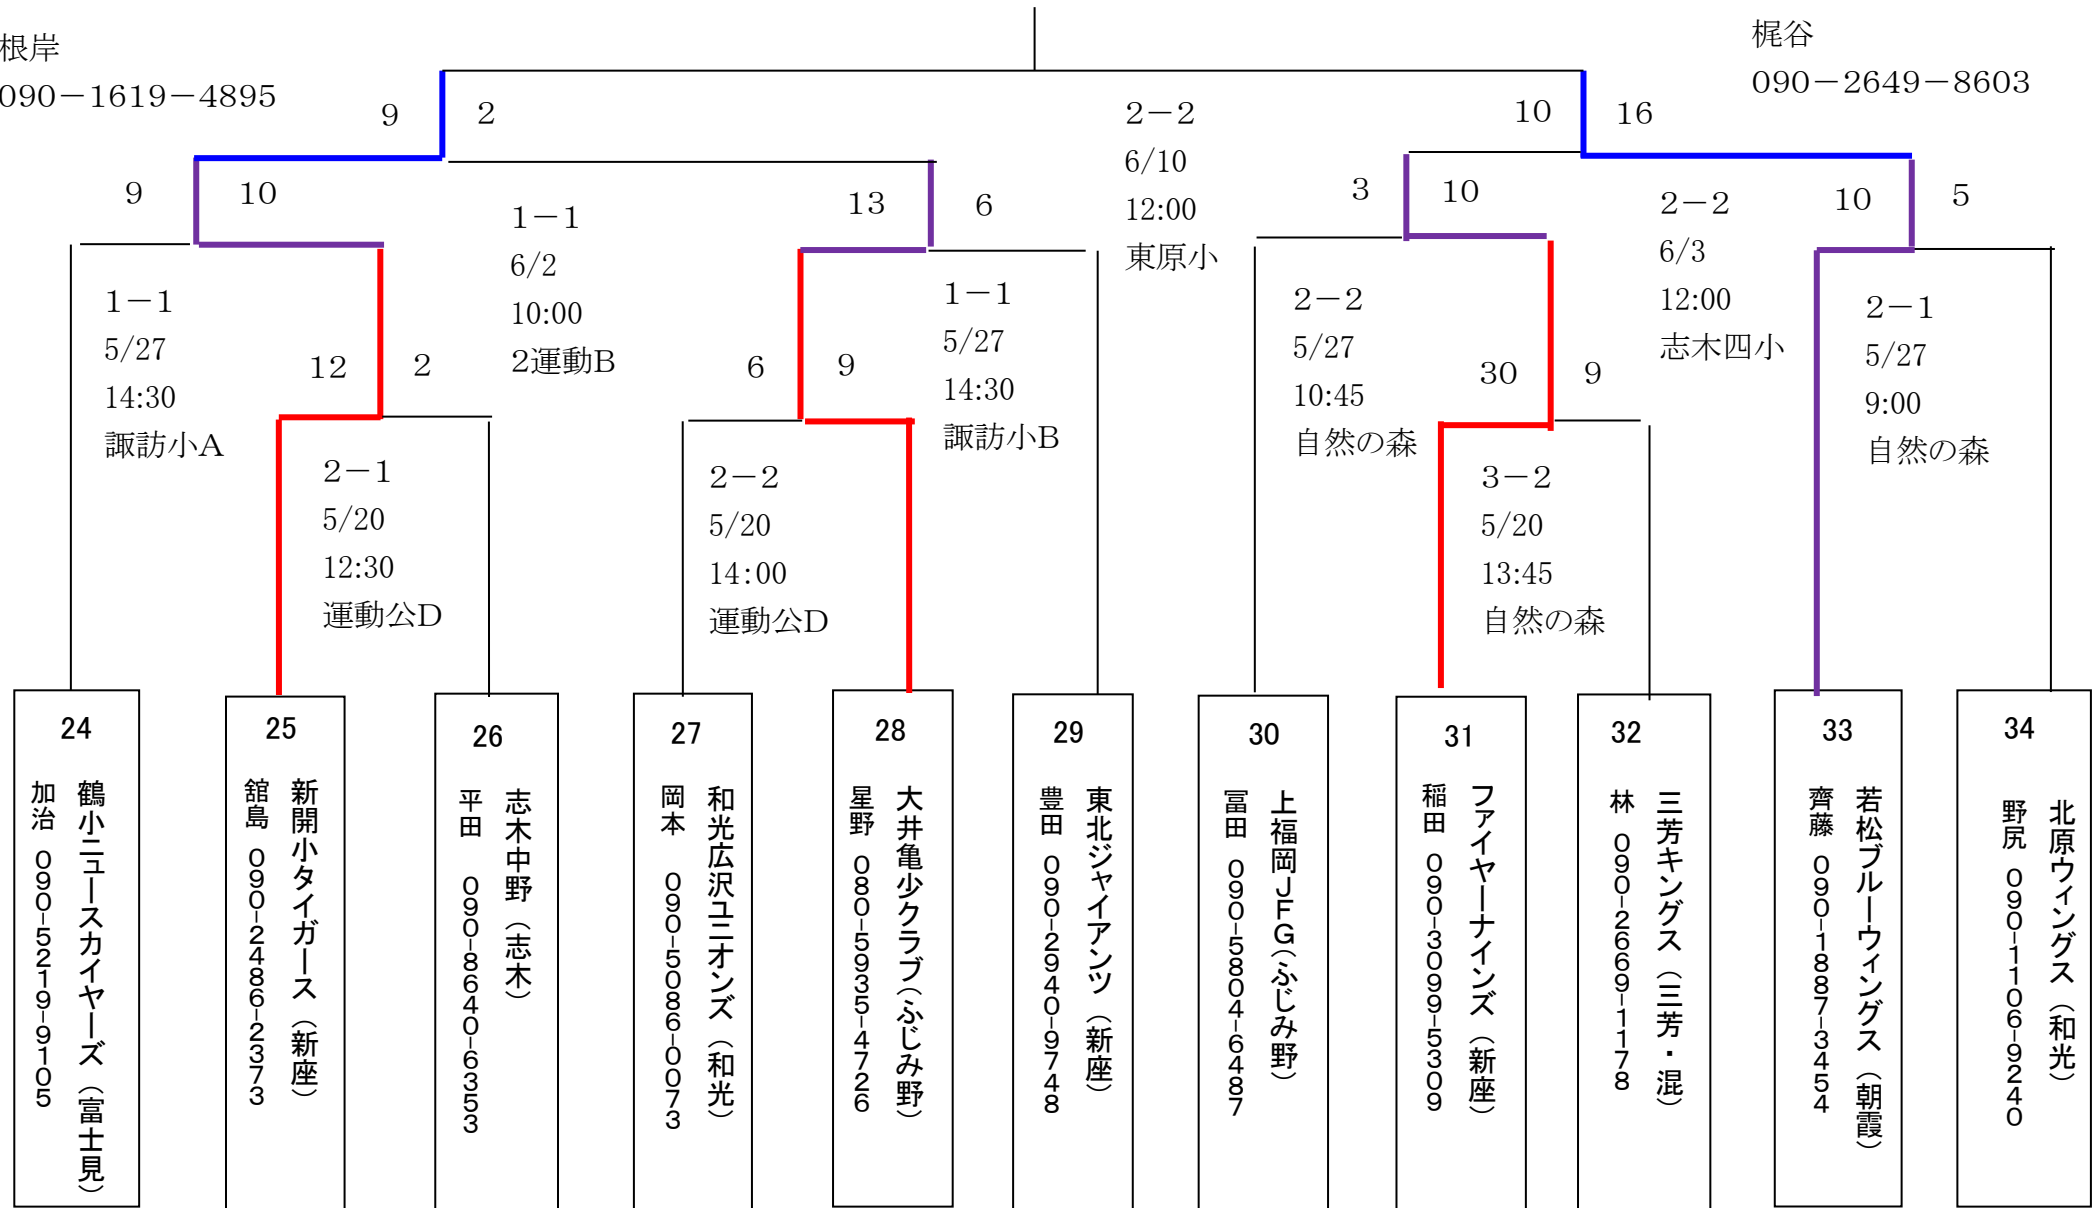 根岸
090－1619－4895
梶谷
090－2649－8603
9
2
2－2
6/10
12:00
東原小
10
16
9
10
1－1
6/2
10:00
2運動B
13
6
3
10
2－2
6/3
12:00
志木四小
10
5
1－1
5/27
14:30
諏訪小A
12
2
6
9
1－1
5/27
14:30
諏訪小B
2－2
5/27
10:45
自然の森
30
9
2－1
5/27
9:00
自然の森
2－1
5/20
12:30
運動公D
2－2
5/20
14:00
運動公D
3－2
5/20
13:45
自然の森
24
鶴小ニュースカイヤーズ（富士見）
加治 090-5219-9105
25
新開小タイガース（新座）
舘島 090-2486-2373
26
志木中野（志木）
平田 090-8640-6353
27
和光広沢ユニオンズ（和光）
岡本 090-5086-0073
28
大井亀少クラブ（ふじみ野）
星野 080-5935-4726
29
東北ジャイアンツ（新座）
豊田 090-2940-9748
30
上福岡JFG（ふじみ野）
冨田 090-5804-6487
31
ファイヤーナインズ（新座）
稲田 090-3099-5309
32
三芳キングス（三芳・混）
林 090-2669-1178
33
若松ブルーウィングス（朝霞）
齊藤 090-1887-3454
34
北原ウィングス（和光）
野尻 090-1106-9240